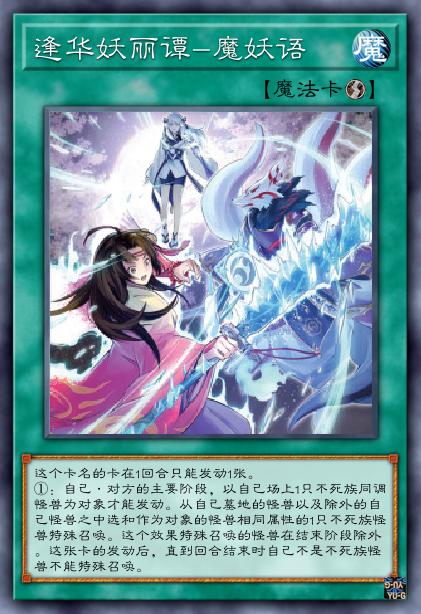 逢华妖丽谭-魔妖语
魔
【魔法卡】
这个卡名的卡在1回合只能发动1张。
①：自己·对方的主要阶段，以自己场上1只不死族同调
怪兽为对象才能发动。从自己墓地的怪兽以及除外的自
己怪兽之中选和作为对象的怪兽相同属性的1只不死族怪
兽特殊召唤。这个效果特殊召唤的怪兽在结束阶段除外
。这张卡的发动后，直到回合结束时自己不是不死族怪
兽不能特殊召唤。